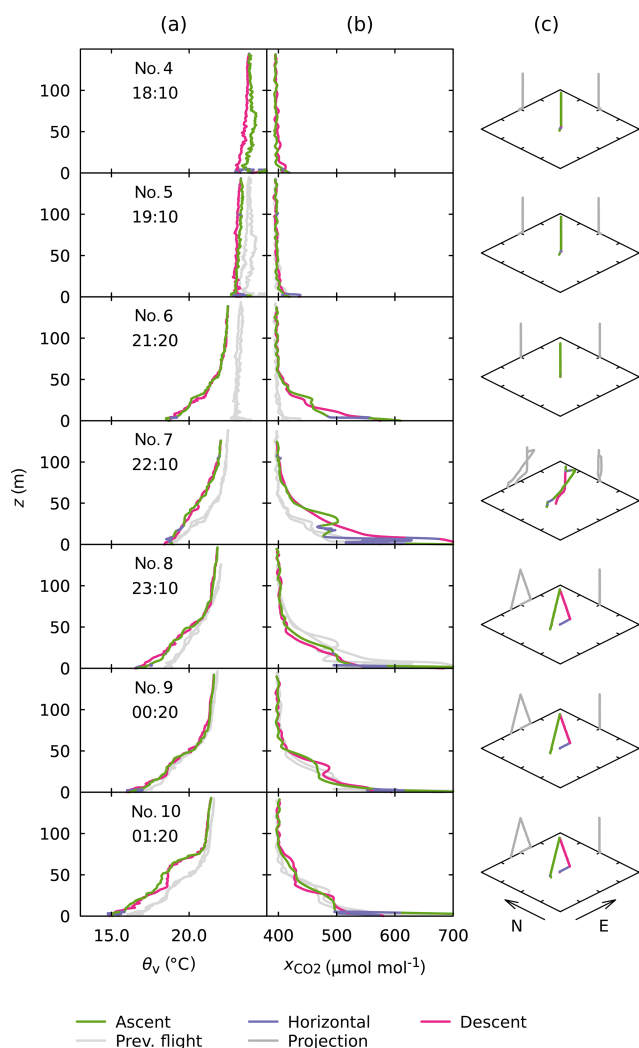 (a) (b) (c)
No. 4
18:10
100
50
0
No. 5
19:10
100
50
0
No. 6
21:20
100
50
0
No. 7
22:10
100
50
0
z (m)
No. 8
23:10
100
50
0
No. 9
00:20
100
50
0
No. 10
01:20
100
50
0
15.0 20.0 400 500 600 700
N E
θv (°C) xCO2 (μmol mol-1)
Ascent Horizontal Descent
Prev. flight Projection